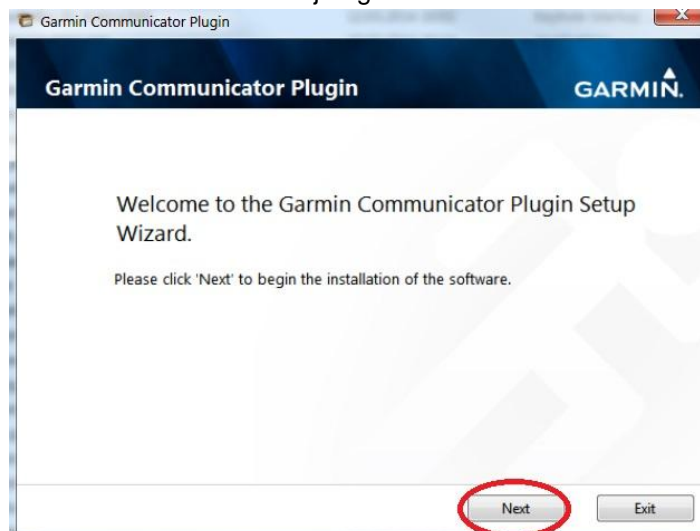 Garmin Communicator Plugin
Garmin Communicator Plugin
GARMIN.
Welcome to the Garmin Communicator Plugin Setup
Wizard.
Please click 'Next' to begin the installation of the software.
Next
Exit